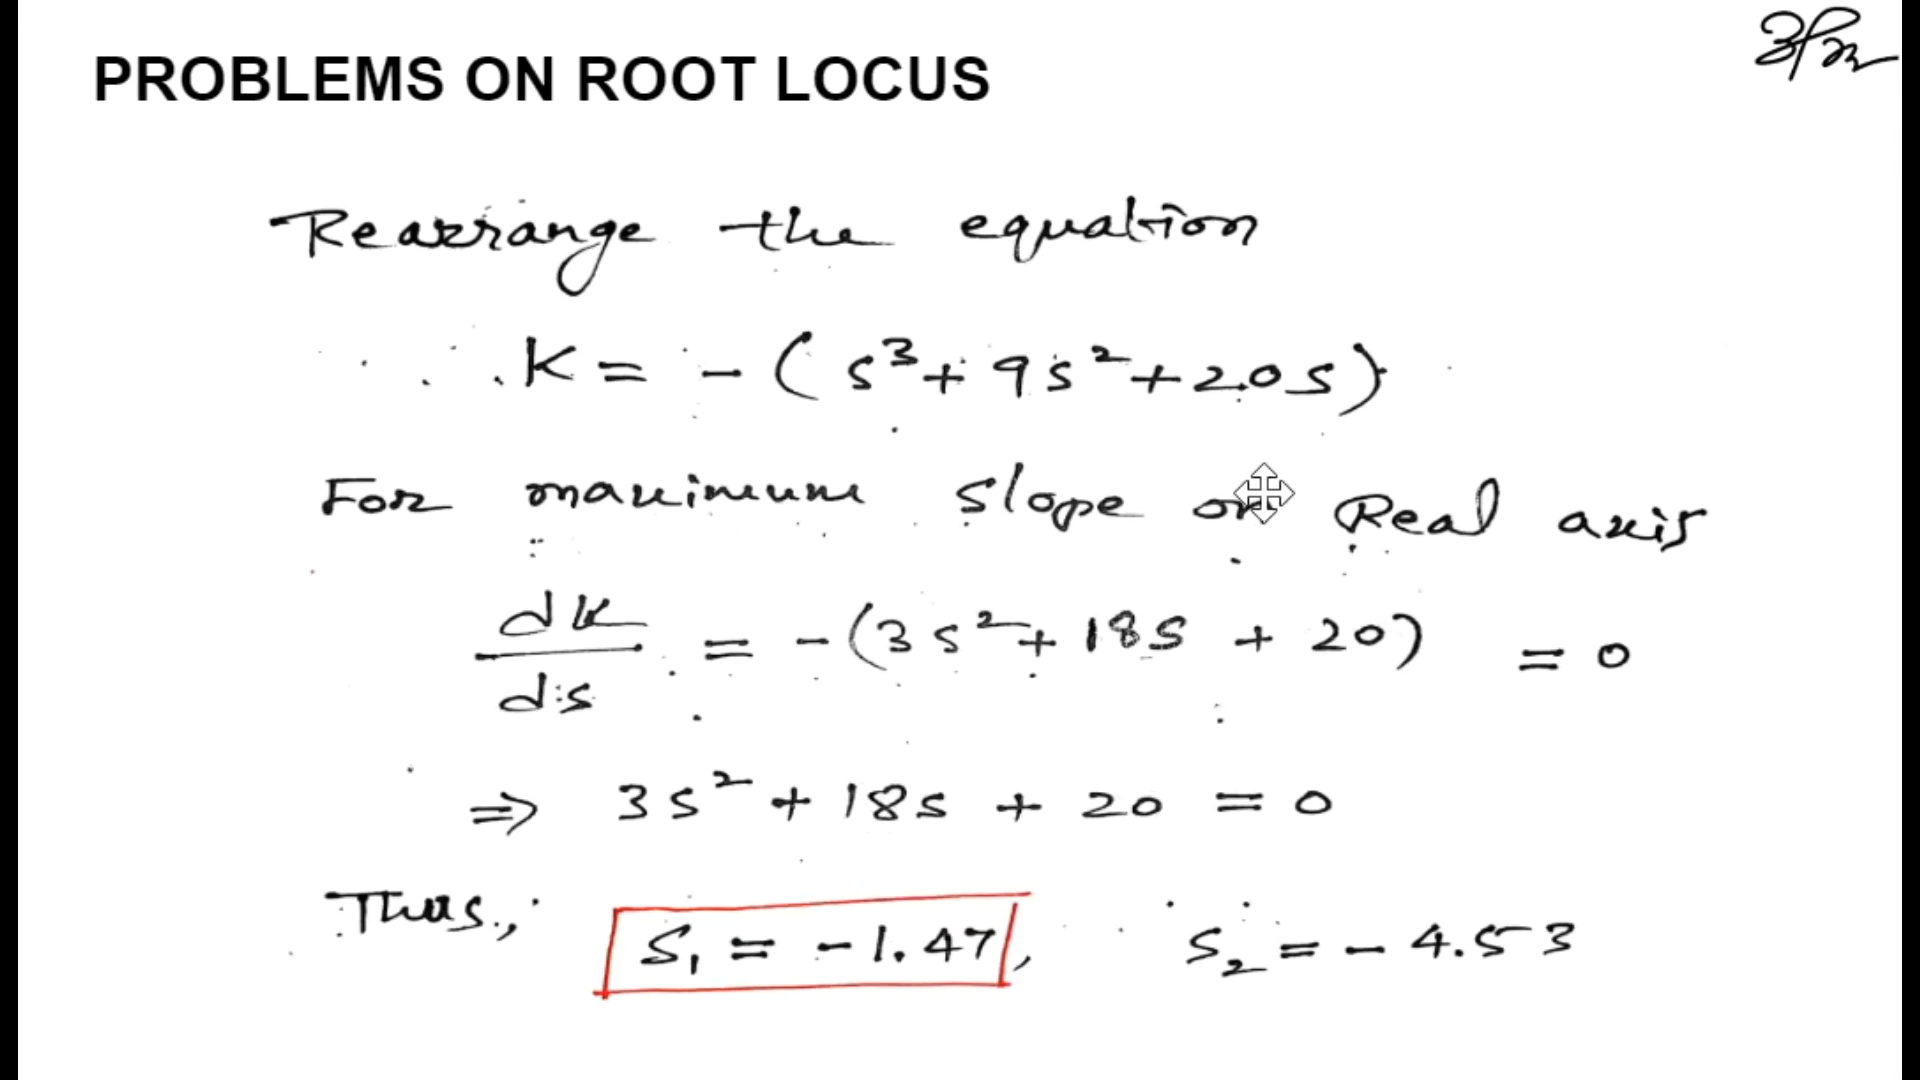 PROBLEMS ON ROOT LOCUS
Rearrange the equation
K = - ( s³ + 9s² + 20s )
For maximum slope on Real axis
dK/ds = - (3s² + 18s + 20) = 0
⇒ 3s² + 18s + 20 = 0
Thus, S₁ = -1.47, S₂ = -4.53